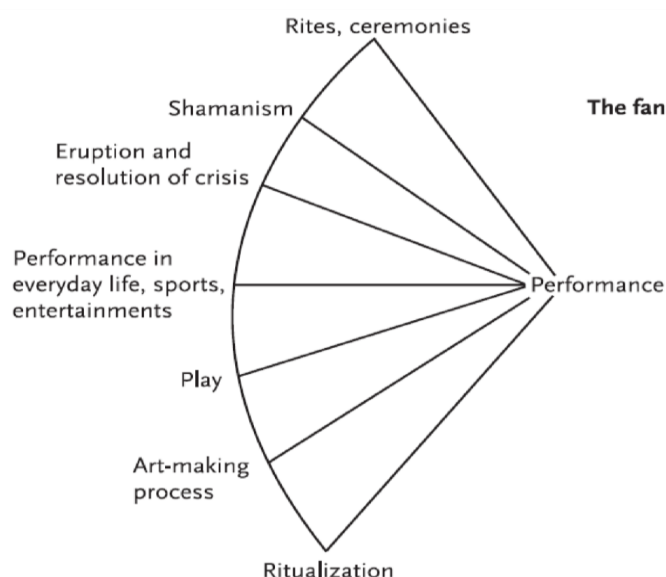 Rites, ceremonies
Shamanism
The fan
Eruption and
resolution of crisis
Performance in
everyday life, sports,
entertainments
Performance
Play
Art-making
process
Ritualization